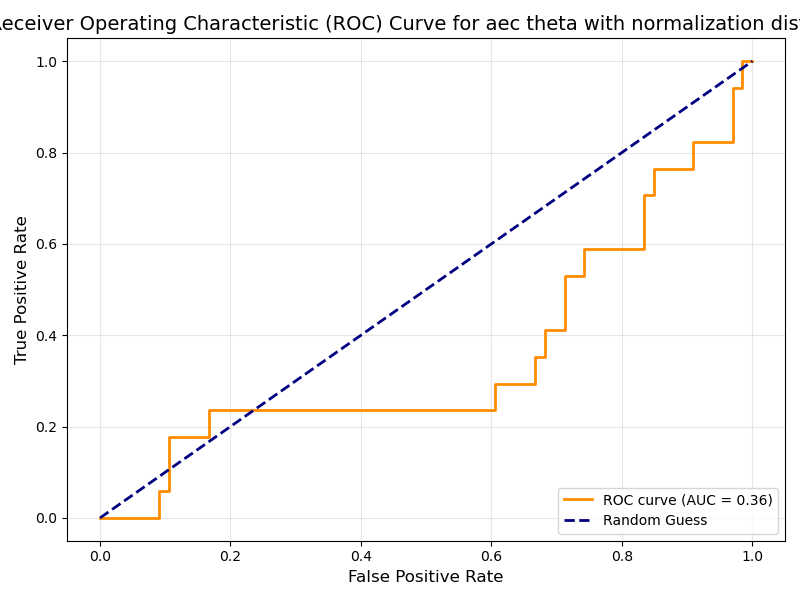 eceiver Operating Characteristic (ROC) Curve for aec theta with normalization dis
1.0
0.8
0.6
0.4
0.2
0.0
True Positive Rate
0.0 0.2 0.4 0.6 0.8 1.0
False Positive Rate
ROC curve (AUC = 0.36)
Random Guess